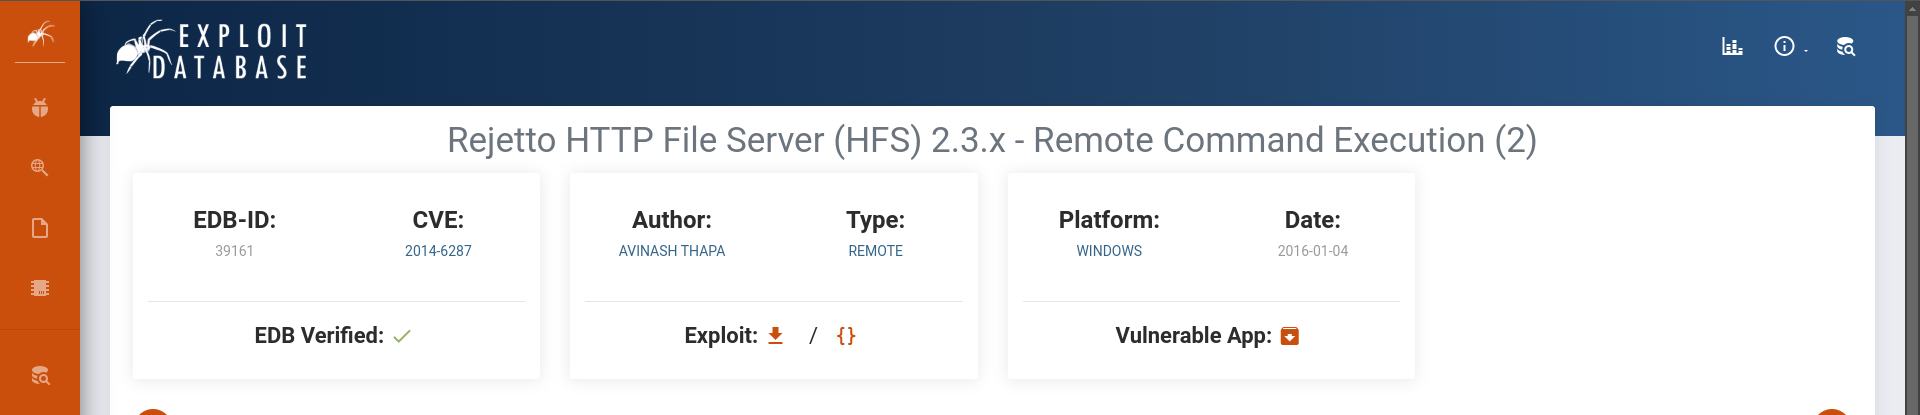 EXPLOIT
DATABASE
Rejetto HTTP File Server (HFS) 2.3.x - Remote Command Execution (2)
EDB-ID:
39161
CVE:
2014-6287
EDB Verified:
Author:
AVINASH THAPA
Type:
REMOTE
Exploit: / {}
Platform:
WINDOWS
Date:
2016-01-04
Vulnerable App: